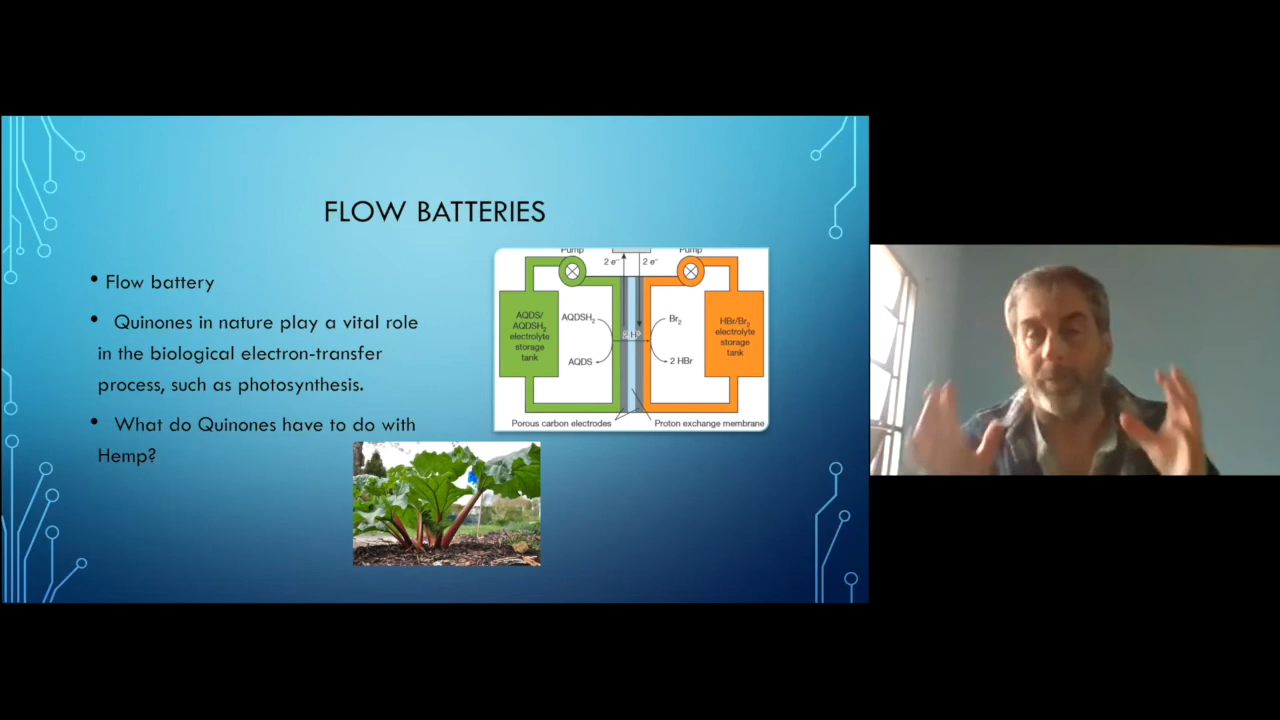 FLOW BATTERIES
• Flow battery
• Quinones in nature play a vital role
in the biological electron-transfer
process, such as photosynthesis.
• What do Quinones have to do with
Hemp?
Pump
Pump
2 e⁻
2 e⁻
AQDS/
AQDSH₂
electrolyte
storage
tank
AQDSH₂
AQDS
Br₂
2 HBr
HBr/Br₂
electrolyte
storage
tank
Porous carbon electrodes
Proton exchange membrane